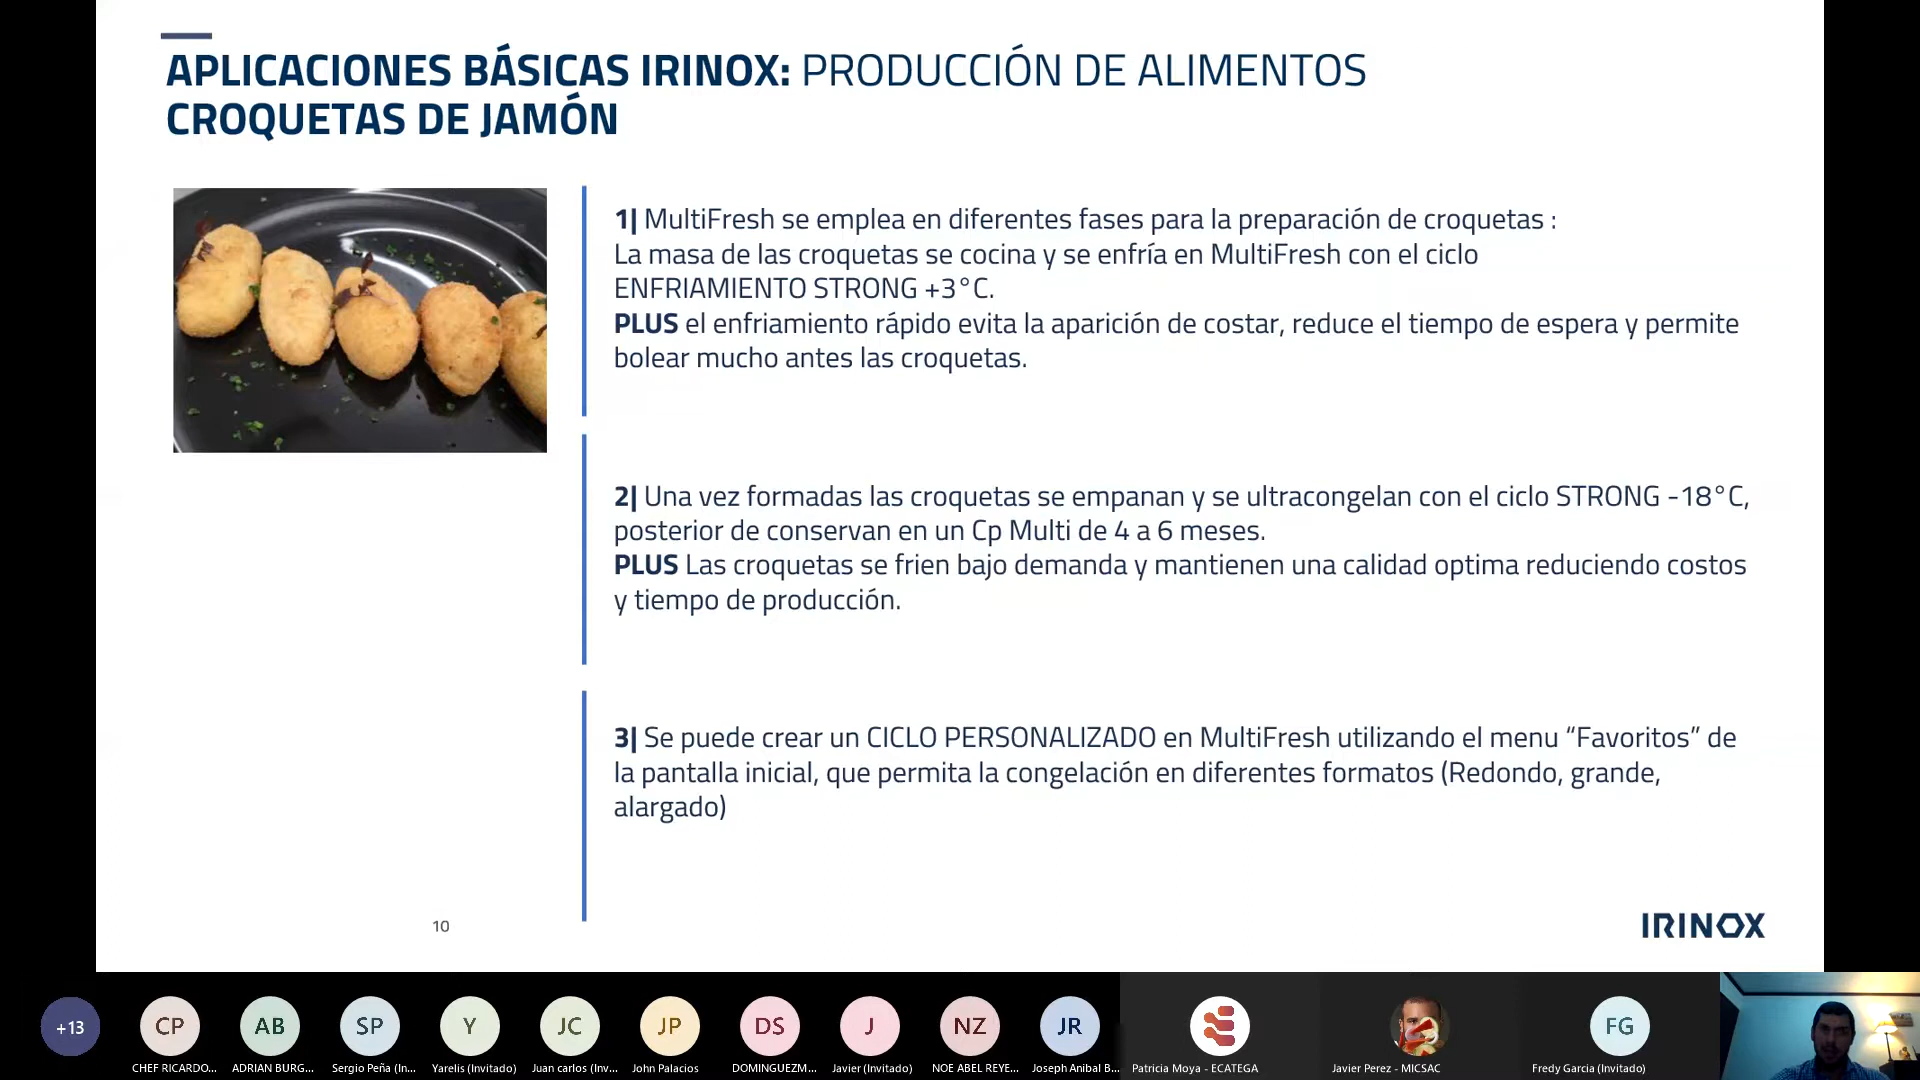 APLICACIONES BÁSICAS IRINOX: PRODUCCIÓN DE ALIMENTOS
CROQUETAS DE JAMÓN
1| MultiFresh se emplea en diferentes fases para la preparación de croquetas :
La masa de las croquetas se cocina y se enfría en MultiFresh con el ciclo
ENFRIAMIENTO STRONG +3°C.
PLUS el enfriamiento rápido evita la aparición de costar, reduce el tiempo de espera y permite
bolear mucho antes las croquetas.
2| Una vez formadas las croquetas se empanan y se ultracongelan con el ciclo STRONG -18°C,
posterior de conservan en un Cp Multi de 4 a 6 meses.
PLUS Las croquetas se frien bajo demanda y mantienen una calidad optima reduciendo costos
y tiempo de producción.
3| Se puede crear un CICLO PERSONALIZADO en MultiFresh utilizando el menu “Favoritos” de
la pantalla inicial, que permita la congelación en diferentes formatos (Redondo, grande,
alargado)
10
IRINOX
+13
CP
AB
SP
Y
JC
JP
DS
J
NZ
JR
FG
CHEF RICARDO...
ADRIAN BURG...
Sergio Peña (In...
Yarelis (Invitado)
Juan carlos (Inv...
John Palacios
DOMINGUEZM...
Javier (Invitado)
NOE ABEL REYE...
Joseph Anibal B...
Patricia Moya - ECATEGA
Javier Perez - MICSAC
Fredy Garcia (Invitado)